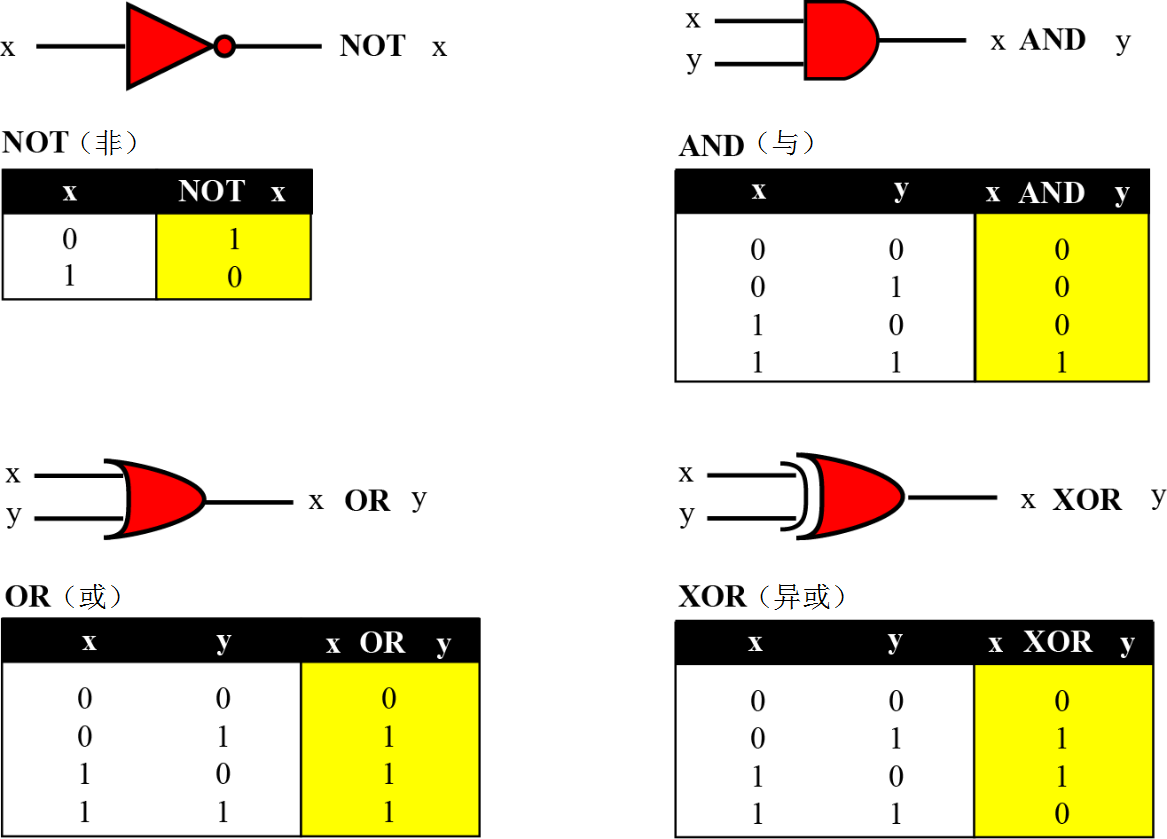 x NOT x
NOT（非）
x NOT x
0 1
1 0
x
y
x AND y
AND（与）
x y x AND y
0 0 0
0 1 0
1 0 0
1 1 1
x
y
x OR y
OR（或）
x y x OR y
0 0 0
0 1 1
1 0 1
1 1 1
x
y
x XOR y
XOR（异或）
x y x XOR y
0 0 0
0 1 1
1 0 1
1 1 0